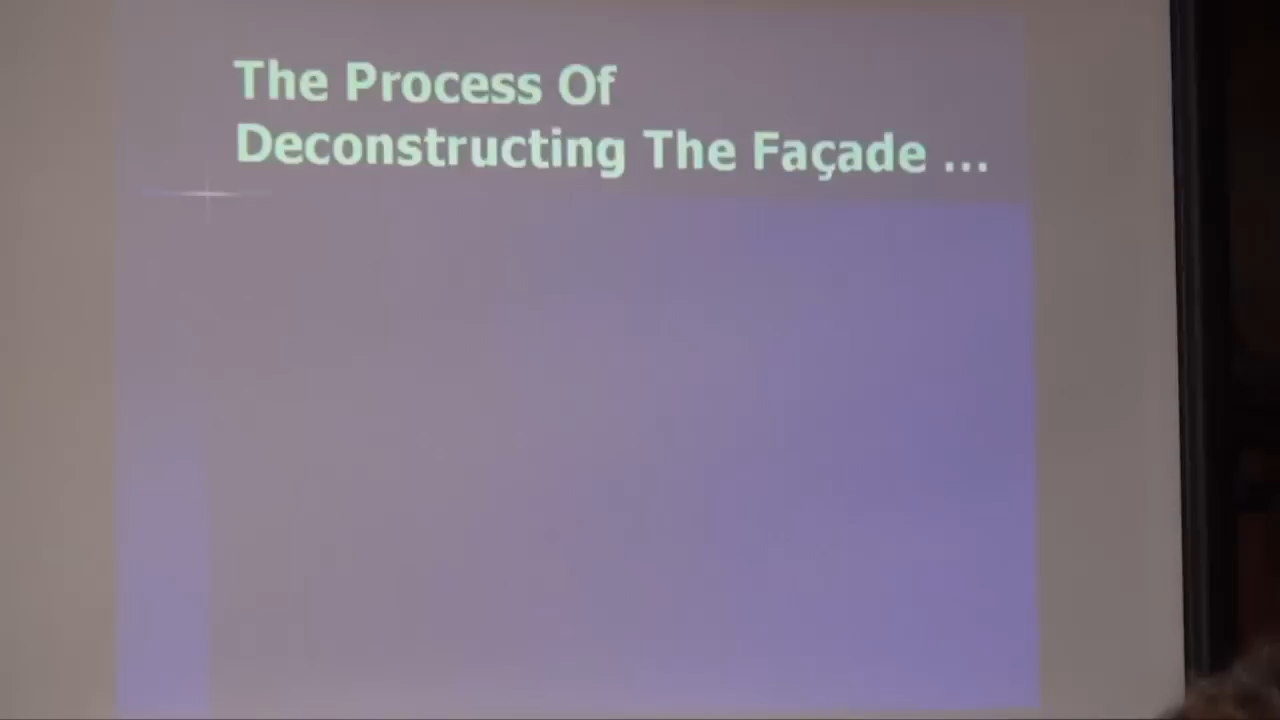 The Process Of
Deconstructing The Façade ...